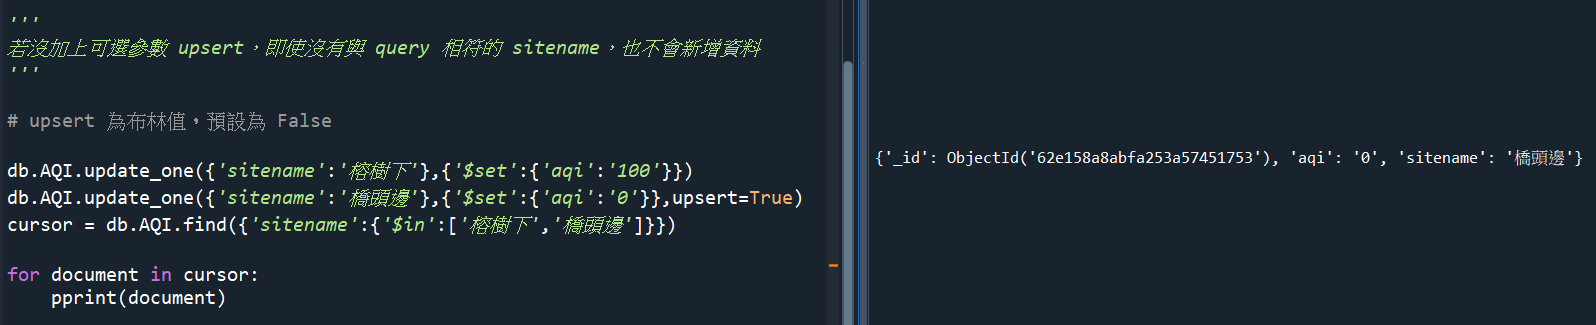 '''
若沒加上可選參數 upsert，即使沒有與 query 相符的 sitename，也不會新增資料
'''
# upsert 為布林值，預設為 False
db.AQI.update_one({'sitename':'榕樹下'},{'$set':{'aqi':'100'}})
db.AQI.update_one({'sitename':'橋頭邊'},{'$set':{'aqi':'0'}},upsert=True)
cursor = db.AQI.find({'sitename':{'$in':['榕樹下','橋頭邊']}})
for document in cursor:
    pprint(document)
{'_id': ObjectId('62e158a8abfa253a57451753'), 'aqi': '0', 'sitename': '橋頭邊'}